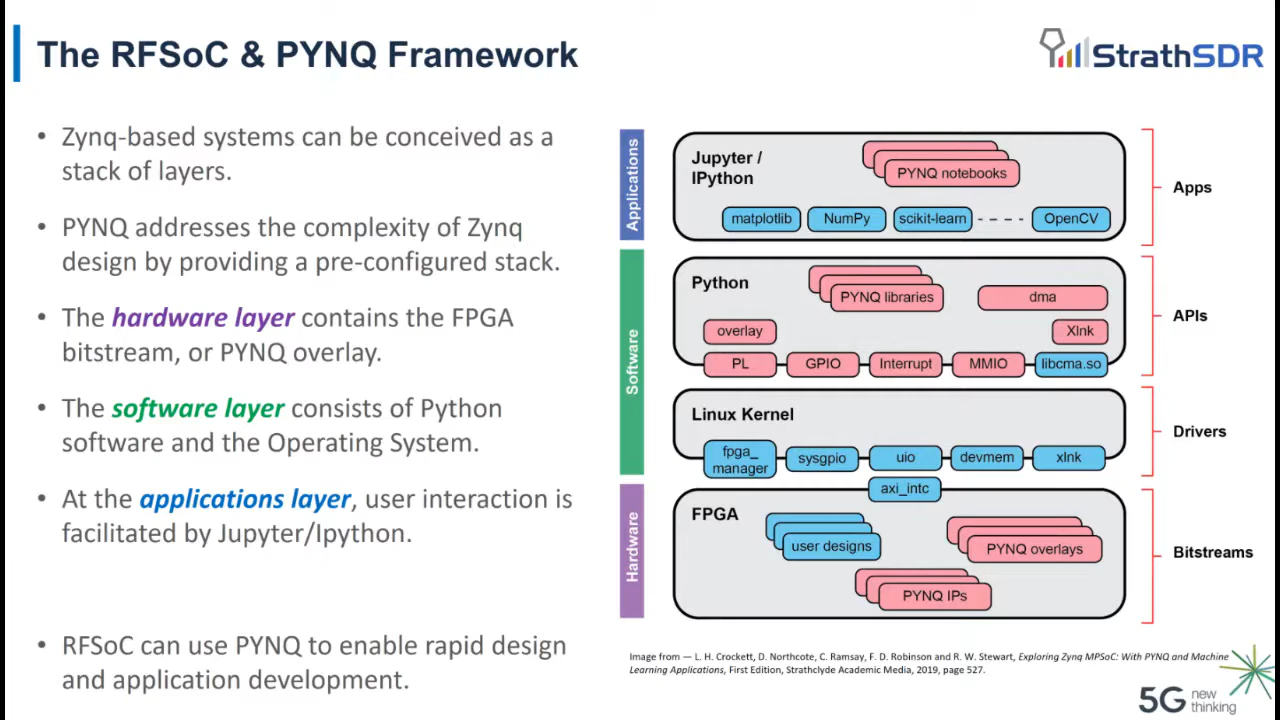 The RFSoC & PYNQ Framework
StrathSDR
• Zynq-based systems can be conceived as a
stack of layers.
• PYNQ addresses the complexity of Zynq
design by providing a pre-configured stack.
• The hardware layer contains the FPGA
bitstream, or PYNQ overlay.
• The software layer consists of Python
software and the Operating System.
• At the applications layer, user interaction is
facilitated by Jupyter/Ipython.
• RFSoC can use PYNQ to enable rapid design
and application development.
Applications
Jupyter /
IPython
PYNQ notebooks
matplotlib
NumPy
scikit-learn
OpenCV
Apps
Software
Python
PYNQ libraries
dma
overlay
Xlnk
PL
GPIO
Interrupt
MMIO
libcma.so
APIs
Linux Kernel
fpga_
manager
sysgpio
uio
devmem
xlnk
Drivers
axi_intc
Hardware
FPGA
user designs
PYNQ overlays
PYNQ IPs
Bitstreams
Image from — L. H. Crockett, D. Northcote, C. Ramsay, F. D. Robinson and R. W. Stewart, Exploring Zynq MPSoC: With PYNQ and Machine
Learning Applications, First Edition, Strathclyde Academic Media, 2019, page 527.
5G new
thinking